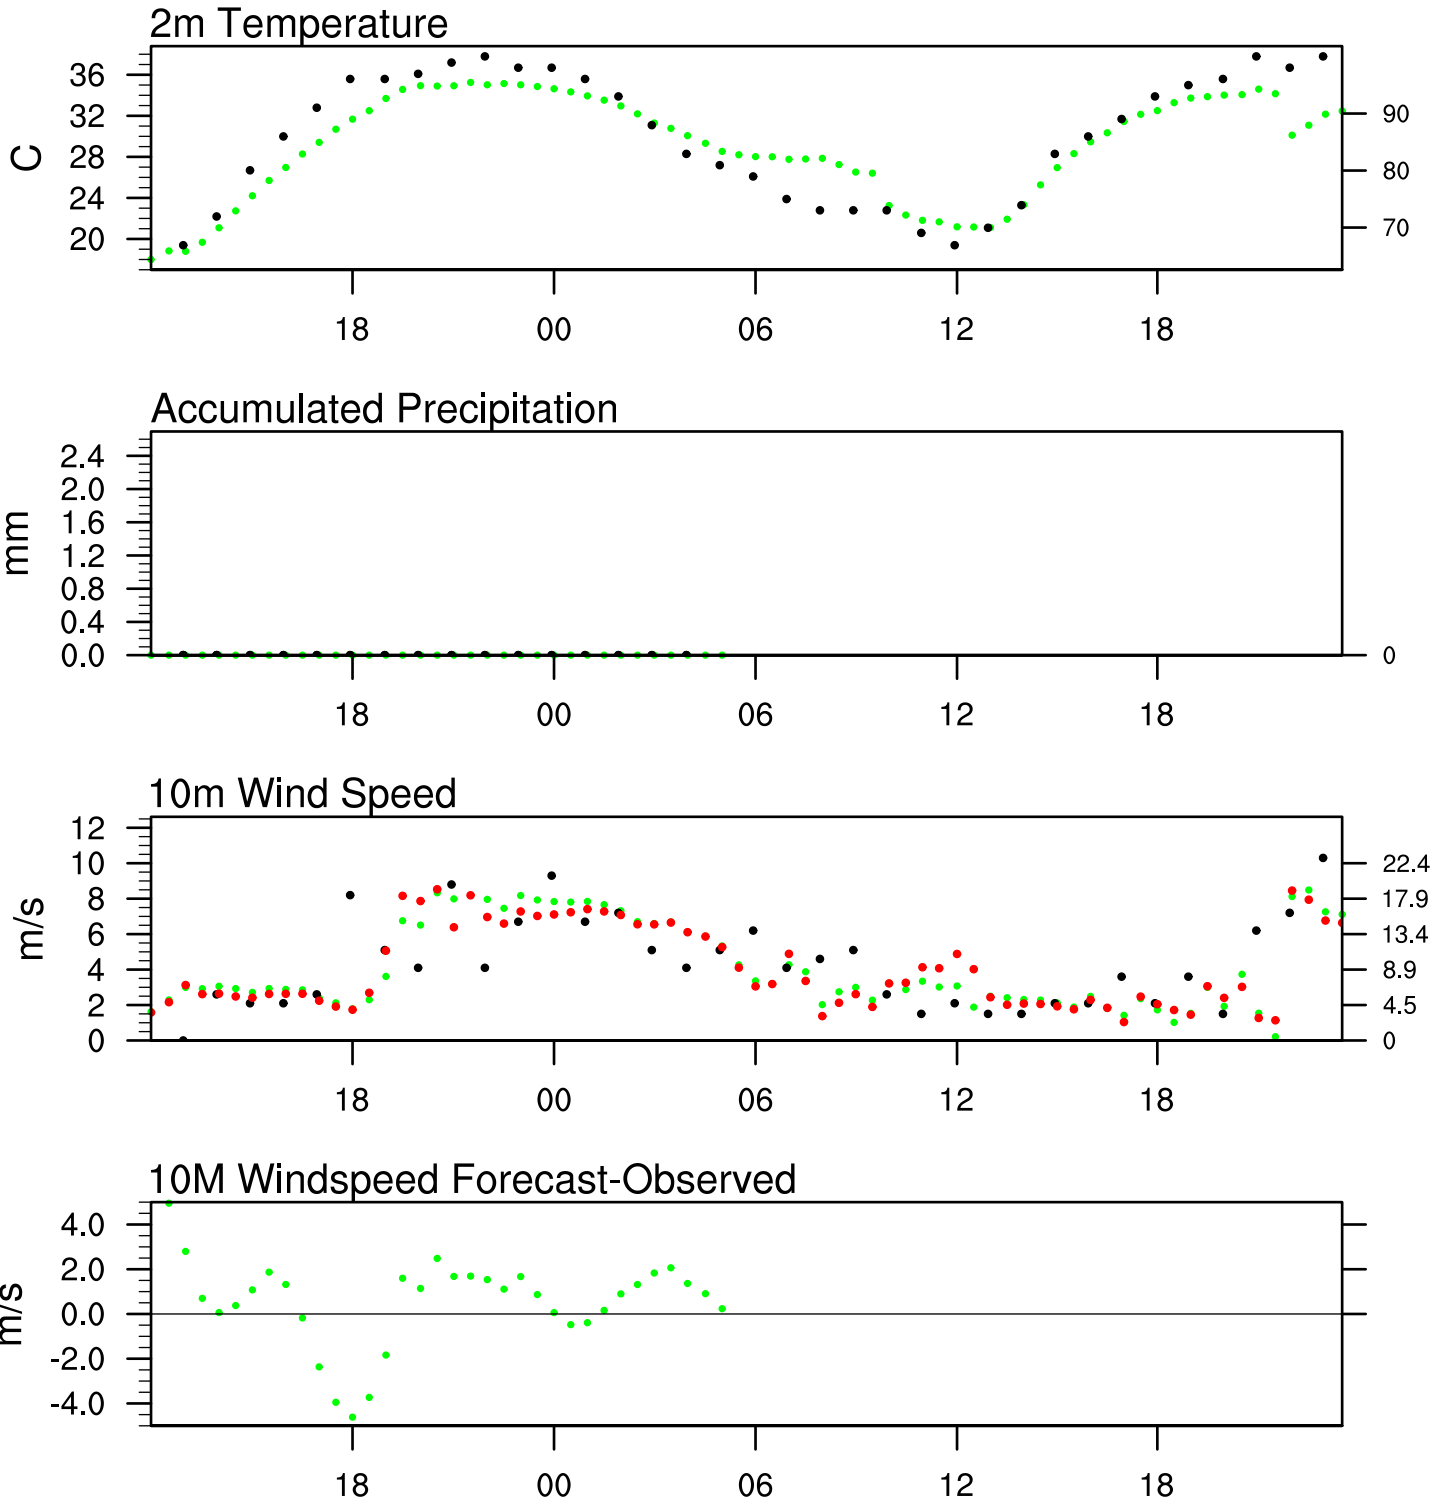 2m Temperature
36
32
28
24
20
C
90
80
70
18 00 06 12 18
Accumulated Precipitation
2.4
2.0
1.6
1.2
0.8
0.4
0.0
mm
0
18 00 06 12 18
10m Wind Speed
12
10
8
6
4
2
0
m/s
22.4
17.9
13.4
8.9
4.5
0
18 00 06 12 18
10M Windspeed Forecast-Observed
4.0
2.0
0.0
-2.0
-4.0
m/s
18 00 06 12 18